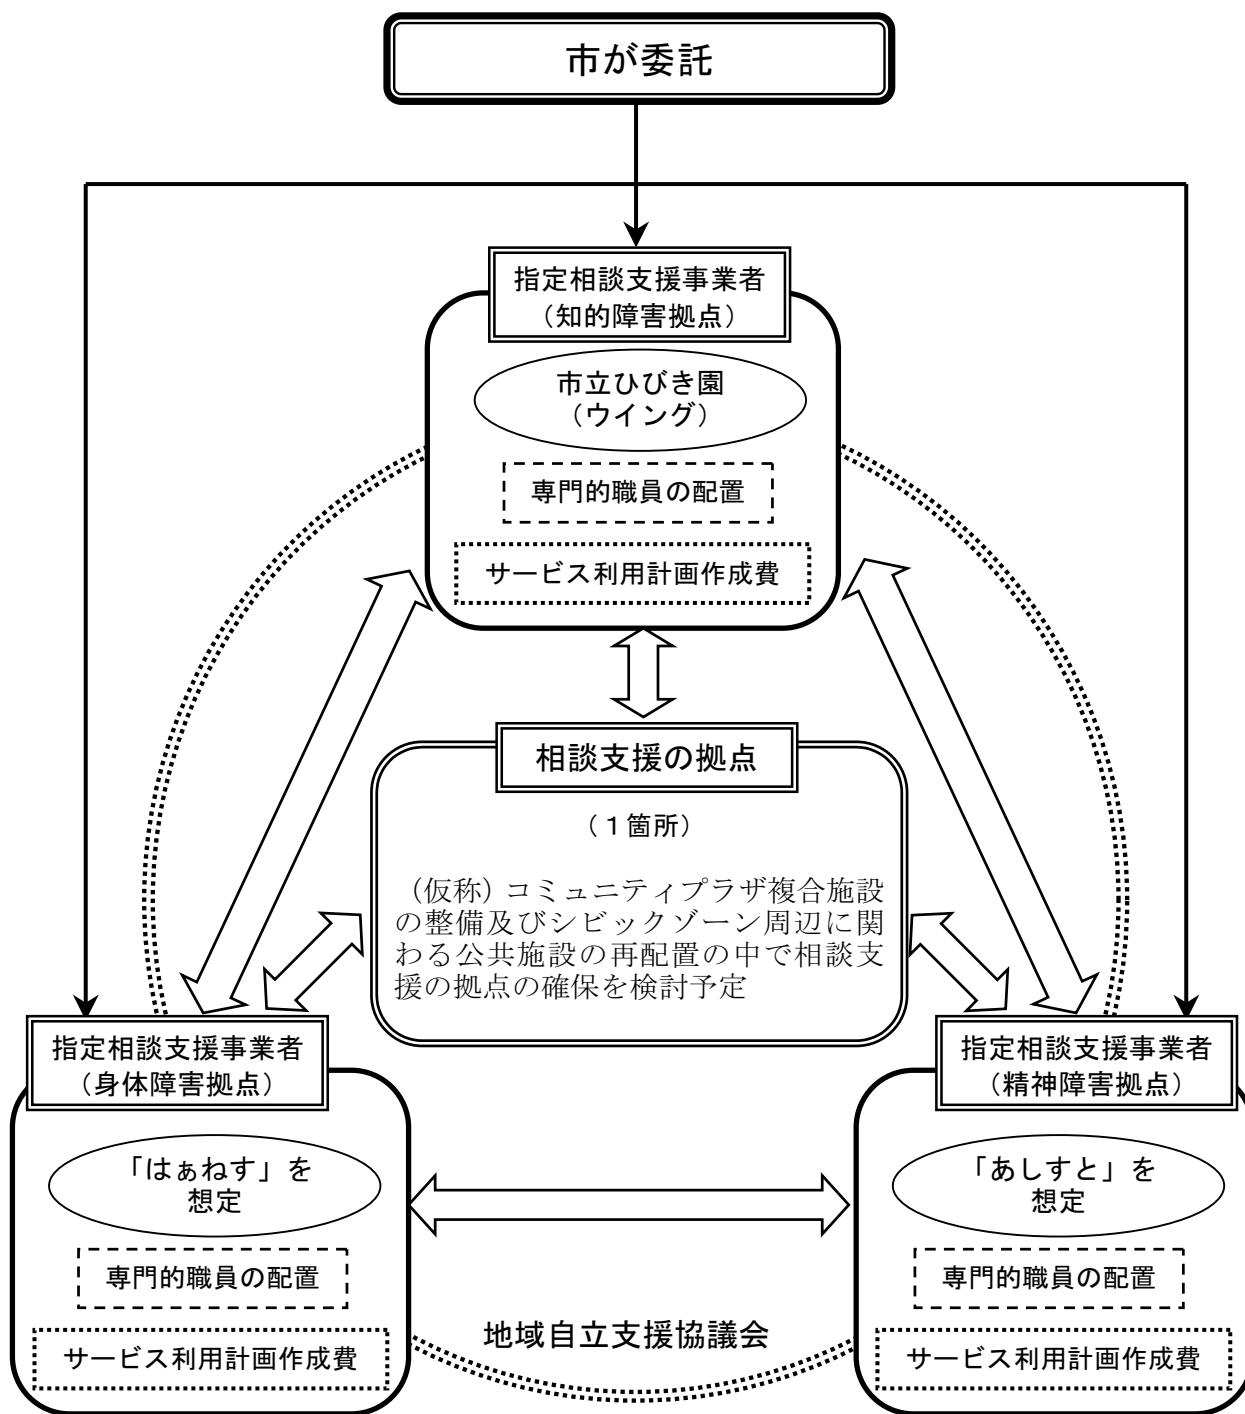 市が委託
指定相談支援事業者
（知的障害拠点）
市立ひびき園
（ウイング）
専門的職員の配置
サービス利用計画作成費
相談支援の拠点
（１箇所）
（仮称）コミュニティプラザ複合施設
の整備及びシビックゾーン周辺に関
わる公共施設の再配置の中で相談支
援の拠点の確保を検討予定
指定相談支援事業者
（身体障害拠点）
「はぁねす」を
想定
専門的職員の配置
サービス利用計画作成費
指定相談支援事業者
（精神障害拠点）
「あしすと」を
想定
専門的職員の配置
サービス利用計画作成費
地域自立支援協議会